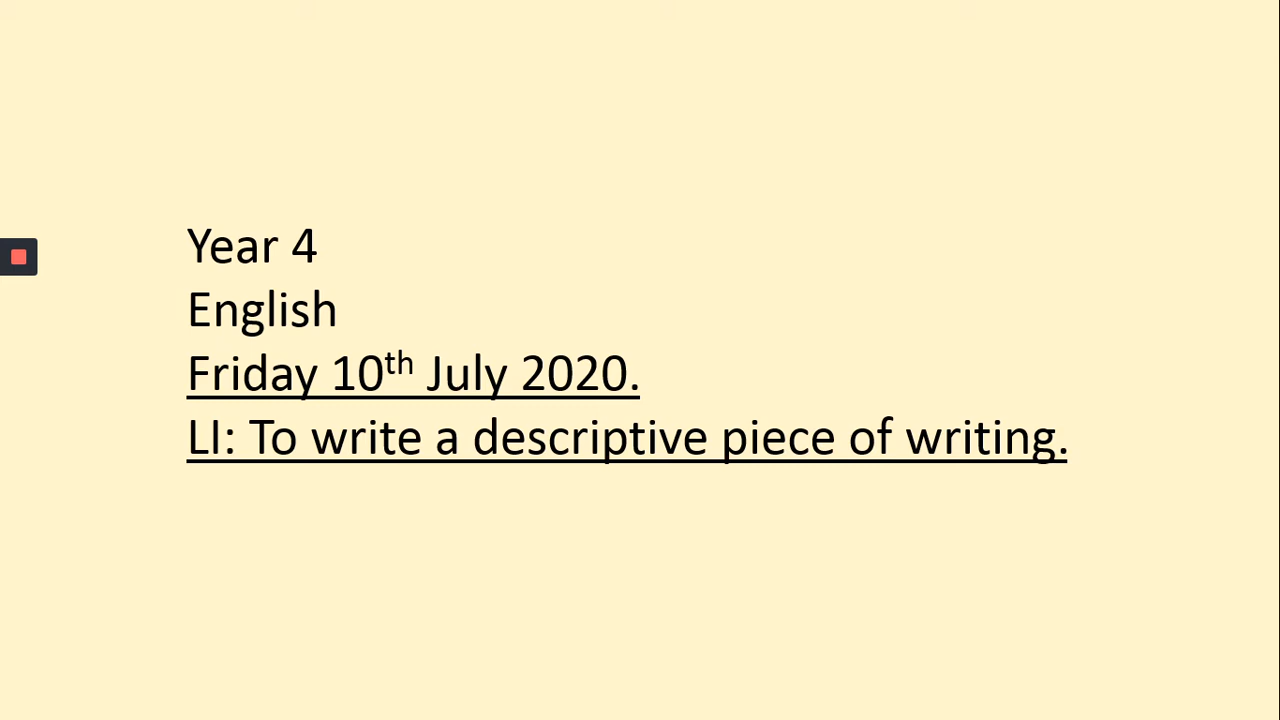 Year 4
English
Friday 10th July 2020.
LI: To write a descriptive piece of writing.